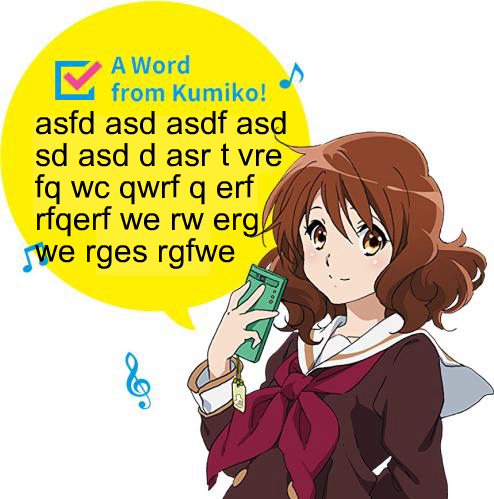 A Word
from Kumiko!
asfd asd asdf asd
sd asd d asr t vre
fq wc qwrf q erf
rfqerf we rw erg
we rges rgfwe